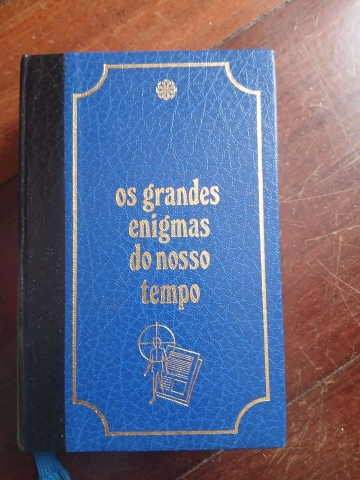 os grandes
enigmas
do nosso
tempo